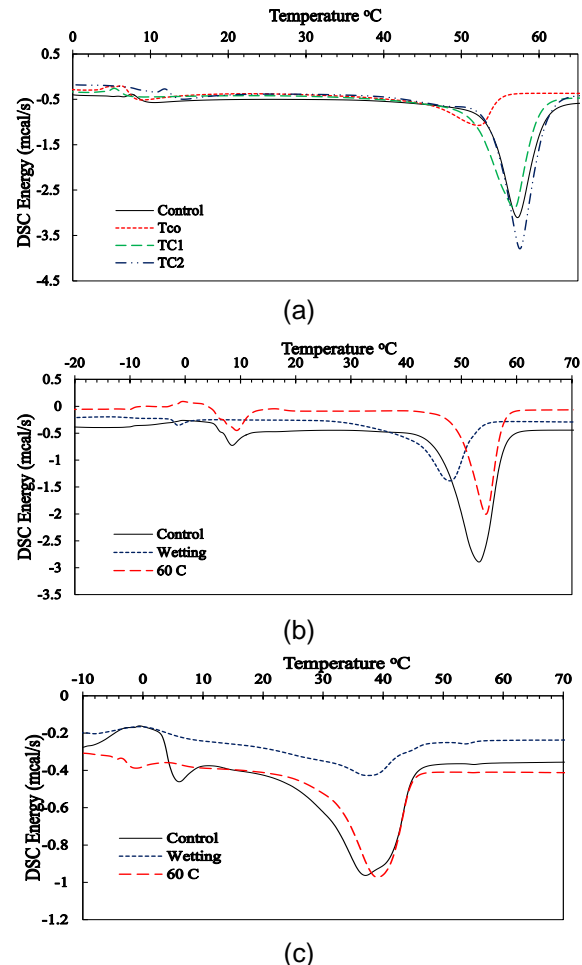 Temperature ºC
0 10 20 30 40 50 60
0.5
-0.5
-1.5
-2.5
-3.5
-4.5
DSC Energy (mcal/s)
Control
Tco
TC1
TC2
(a)
Temperature ºC
-20 -10 0 10 20 30 40 50 60 70
0.5
0
-0.5
-1
-1.5
-2
-2.5
-3
-3.5
DSC Energy (mcal/s)
Control
Wetting
60 C
(b)
Temperature ºC
-10 0 10 20 30 40 50 60 70
0
-0.2
-0.4
-0.6
-0.8
-1
-1.2
DSC Energy (mcal/s)
Control
Wetting
60 C
(c)